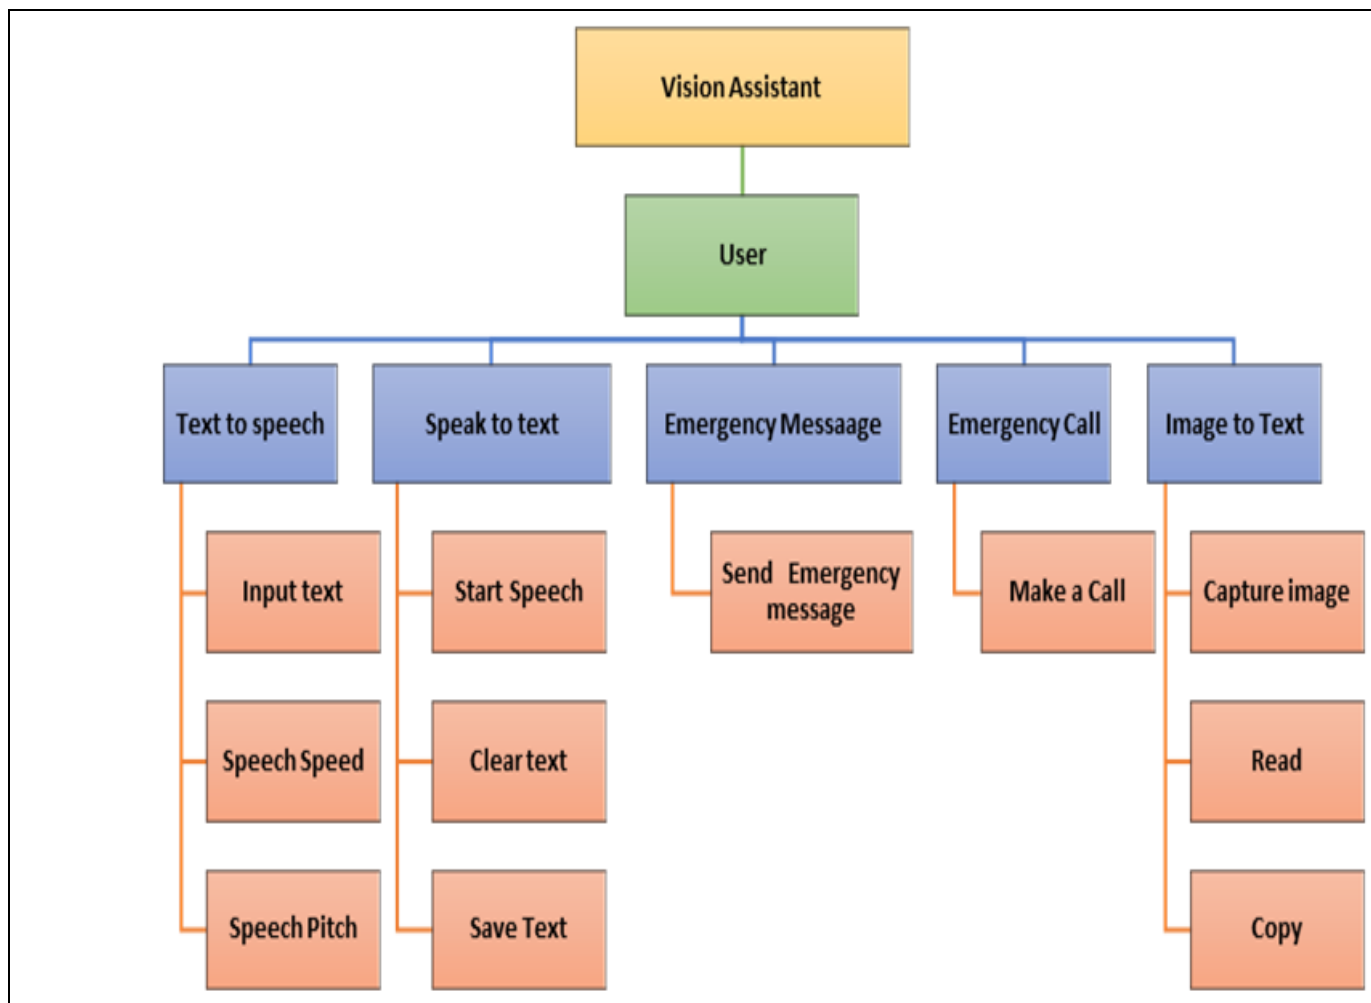 Vision Assistant
User
Text to speech
Speak to text
Emergency Messaage
Emergency Call
Image to Text
Input text
Start Speech
Send Emergency
message
Make a Call
Capture image
Speech Speed
Clear text
Read
Speech Pitch
Save Text
Copy